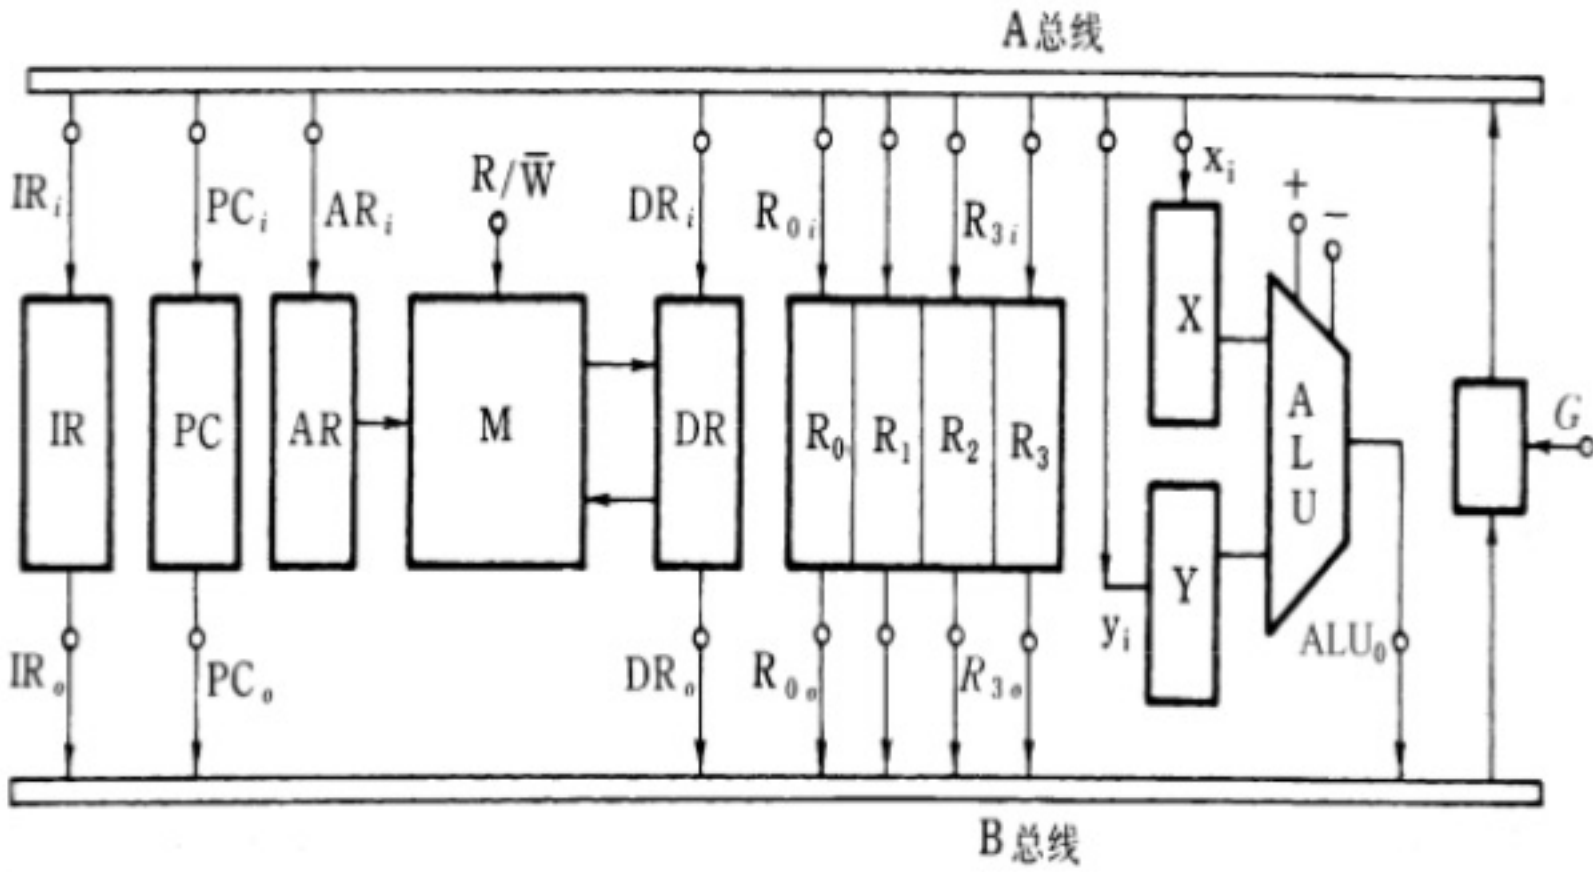 A总线
IRᵢ
PCᵢ
ARᵢ
R/W̅
DRᵢ
R₀ᵢ
R₃ᵢ
xᵢ
+
−
IR
PC
AR
M
DR
R₀
R₁
R₂
R₃
X
Y
A
L
U
G
yᵢ
IRₒ
PCₒ
DRₒ
R₀ₒ
R₃ₒ
ALU₀
B总线